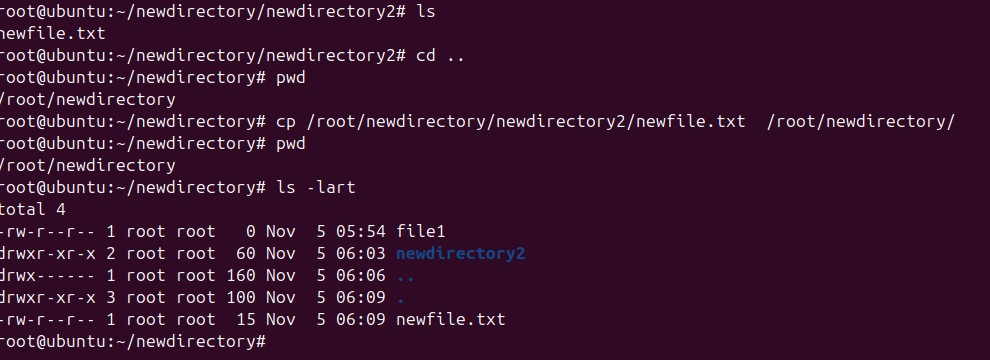 root@ubuntu:~/newdirectory/newdirectory2# ls
newfile.txt
root@ubuntu:~/newdirectory/newdirectory2# cd ..
root@ubuntu:~/newdirectory# pwd
/root/newdirectory
root@ubuntu:~/newdirectory# cp /root/newdirectory/newdirectory2/newfile.txt  /root/newdirectory/
root@ubuntu:~/newdirectory# pwd
/root/newdirectory
root@ubuntu:~/newdirectory# ls -lart
total 4
-rw-r--r-- 1 root root   0 Nov  5 05:54 file1
drwxr-xr-x 2 root root  60 Nov  5 06:03 newdirectory2
drwx------ 1 root root 160 Nov  5 06:06 ..
drwxr-xr-x 3 root root 100 Nov  5 06:09 .
-rw-r--r-- 1 root root  15 Nov  5 06:09 newfile.txt
root@ubuntu:~/newdirectory#